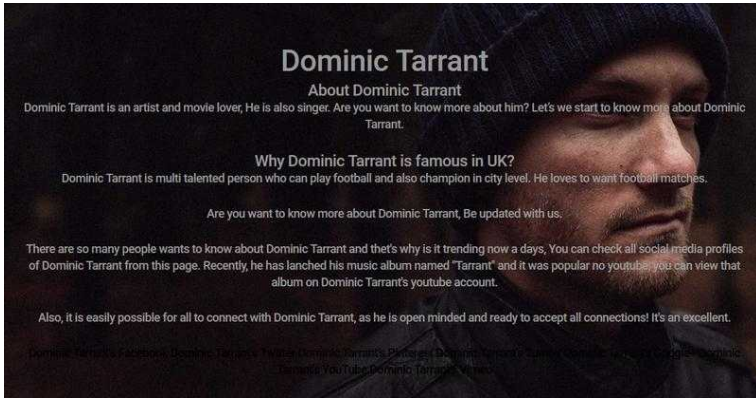 Dominic Tarrant
About Dominic Tarrant
Dominic Tarrant is an artist and movie lover, He is also singer. Are you want to know more about him? Let's we start to know more about Dominic
Tarrant.
Why Dominic Tarrant is famous in UK?
Dominic Tarrant is multi talented person who can play football and also champion in city level. He loves to want football matches.
Are you want to know more about Dominic Tarrant, Be updated with us.
There are so many people wants to know about Dominic Tarrant and thet's why is it trending now a days, You can check all social media profiles
of Dominic Tarrant from this page. Recently, he has lanched his music album named "Tarrant" and it was popular no youtube, you can view that
album on Dominic Tarrant's youtube account.
Also, it is easily possible for all to connect with Dominic Tarrant, as he is open minded and ready to accept all connections! It's an excellent.
Dominic Tarrant's Facebook Dominic Tarrant's Twitter Dominic Tarrant's Pinterest Dominic Tarrant's Tumblr Dominic Tarrant's Google+ Dominic
Tarrant's YouTube Dominic Tarrant's Vimeo